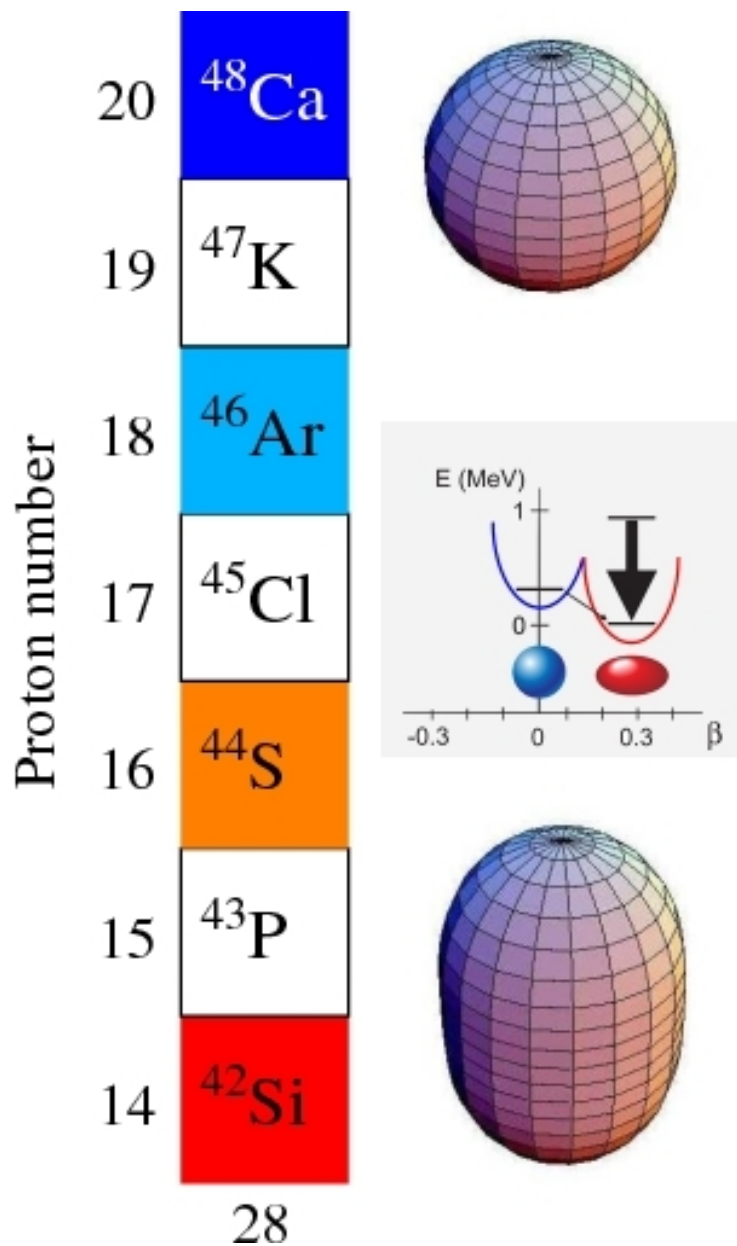 20 ⁴⁸Ca
19 ⁴⁷K
18 ⁴⁶Ar
17 ⁴⁵Cl
16 ⁴⁴S
15 ⁴³P
14 ⁴²Si
28
Proton number
E (MeV)
1
0
-0.3 0 0.3 β